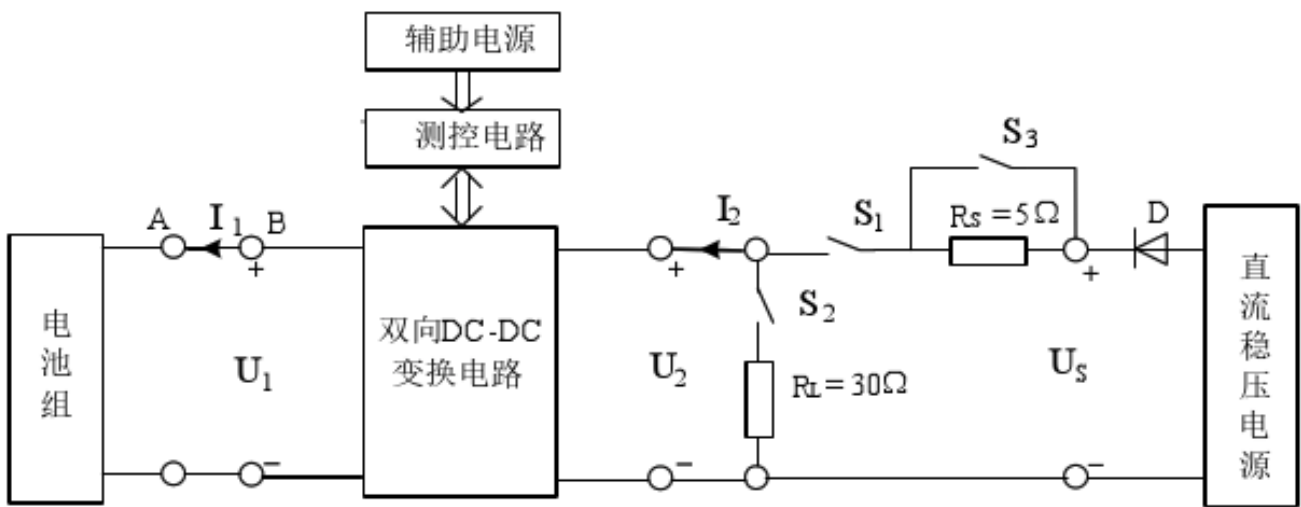 辅助电源
测控电路
S3
A
I1
B
I2
S1
Rs=5Ω
D
+
+
+
电池组
U1
双向DC-DC
变换电路
U2
S2
RL=30Ω
Us
直流稳压电源
-
-
-